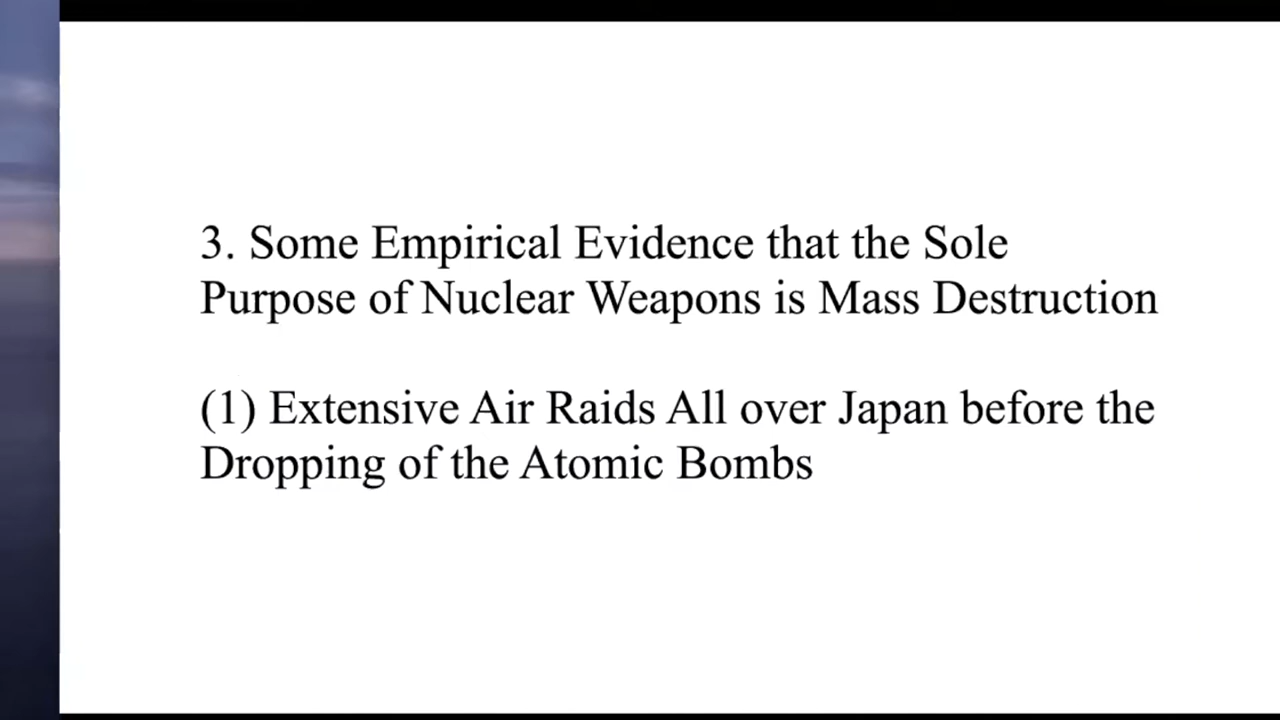 3. Some Empirical Evidence that the Sole
Purpose of Nuclear Weapons is Mass Destruction
(1) Extensive Air Raids All over Japan before the
Dropping of the Atomic Bombs